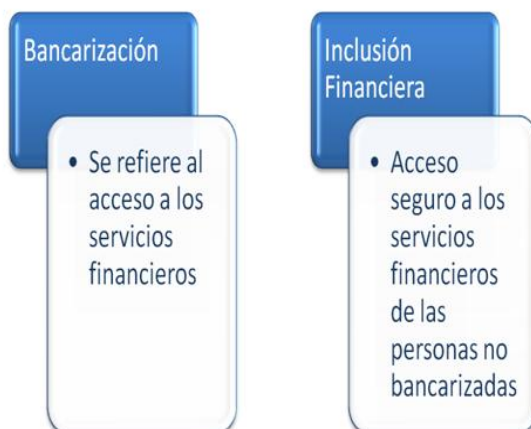 Bancarización
• Se refiere al
acceso a los
servicios
financieros
Inclusión
Financiera
• Acceso
seguro a los
servicios
financieros
de las
personas no
bancarizadas